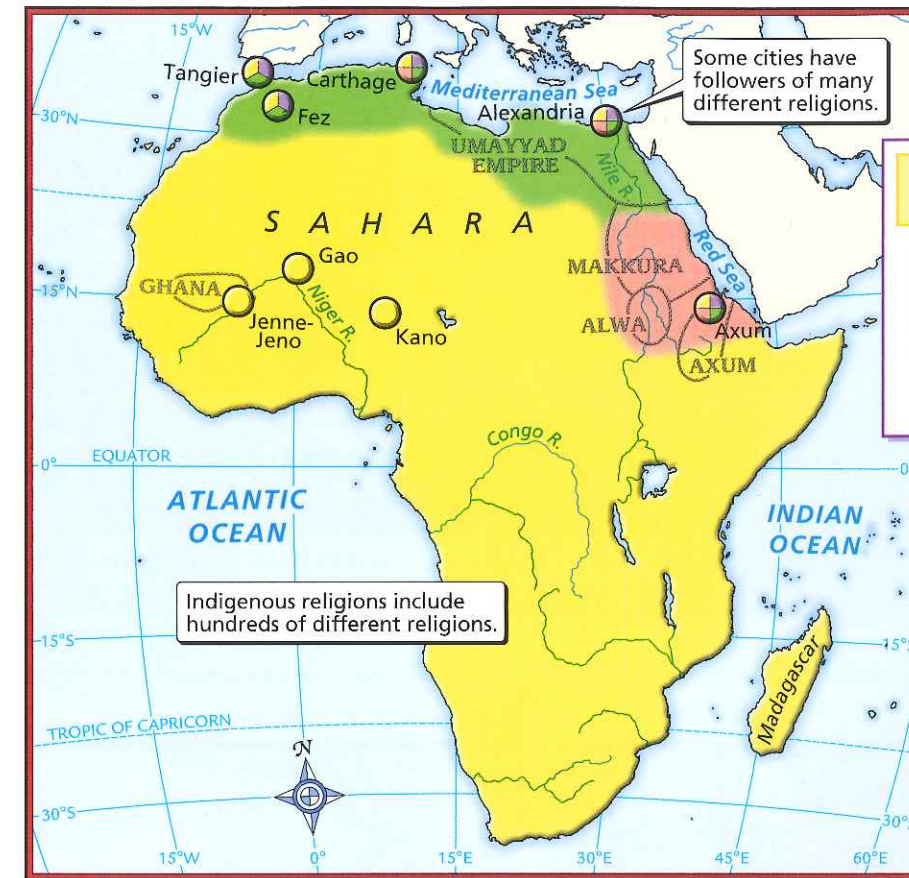 15°W
Tangier
Carthage
Mediterranean Sea
Some cities have
followers of many
different religions.
30°N
Fez
Alexandria
UMAYYAD
EMPIRE
Nile R.
SAHARA
Red Sea
Gao
MAKKURA
GHANA
15°N
Niger R.
Jenne-
Jeno
Kano
ALWA
Axum
AXUM
Congo R.
0°
EQUATOR
0
ATLANTIC
OCEAN
INDIAN
OCEAN
Indigenous religions include
hundreds of different religions.
15°S
15°S
Madagascar
TROPIC OF CAPRICORN
N
30°S
30°
15°W
0°
15°E
30°E
45°E
60°E